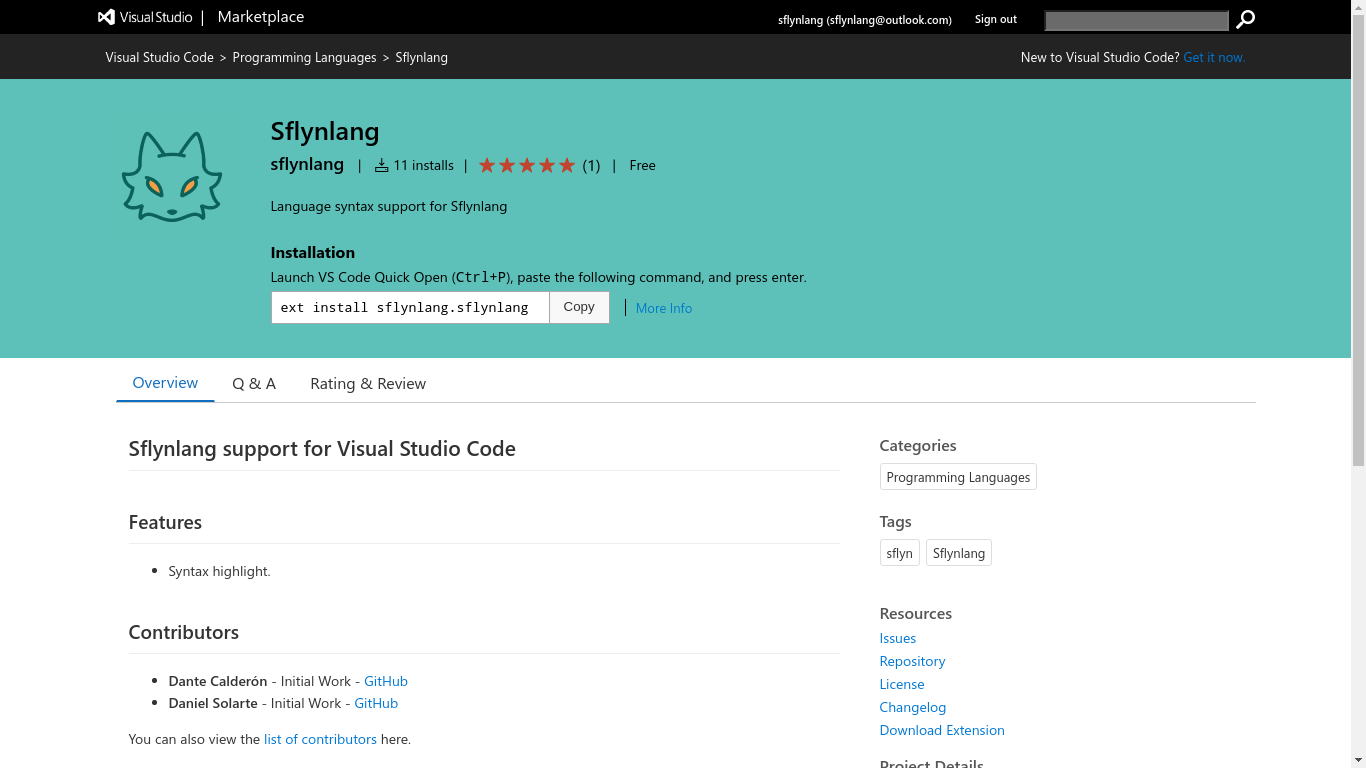 Visual Studio | Marketplace
sflynlang (sflynlang@outlook.com) Sign out
Visual Studio Code > Programming Languages > Sflynlang
New to Visual Studio Code? Get it now.
Sflynlang
sflynlang | 11 installs | (1) | Free
Language syntax support for Sflynlang
Installation
Launch VS Code Quick Open (Ctrl+P), paste the following command, and press enter.
ext install sflynlang.sflynlang Copy | More Info
Overview Q & A Rating & Review
Sflynlang support for Visual Studio Code
Features
• Syntax highlight.
Contributors
• Dante Calderón - Initial Work - GitHub
• Daniel Solarte - Initial Work - GitHub
You can also view the list of contributors here.
Categories
Programming Languages
Tags
sflyn Sflynlang
Resources
Issues
Repository
License
Changelog
Download Extension
Project Details